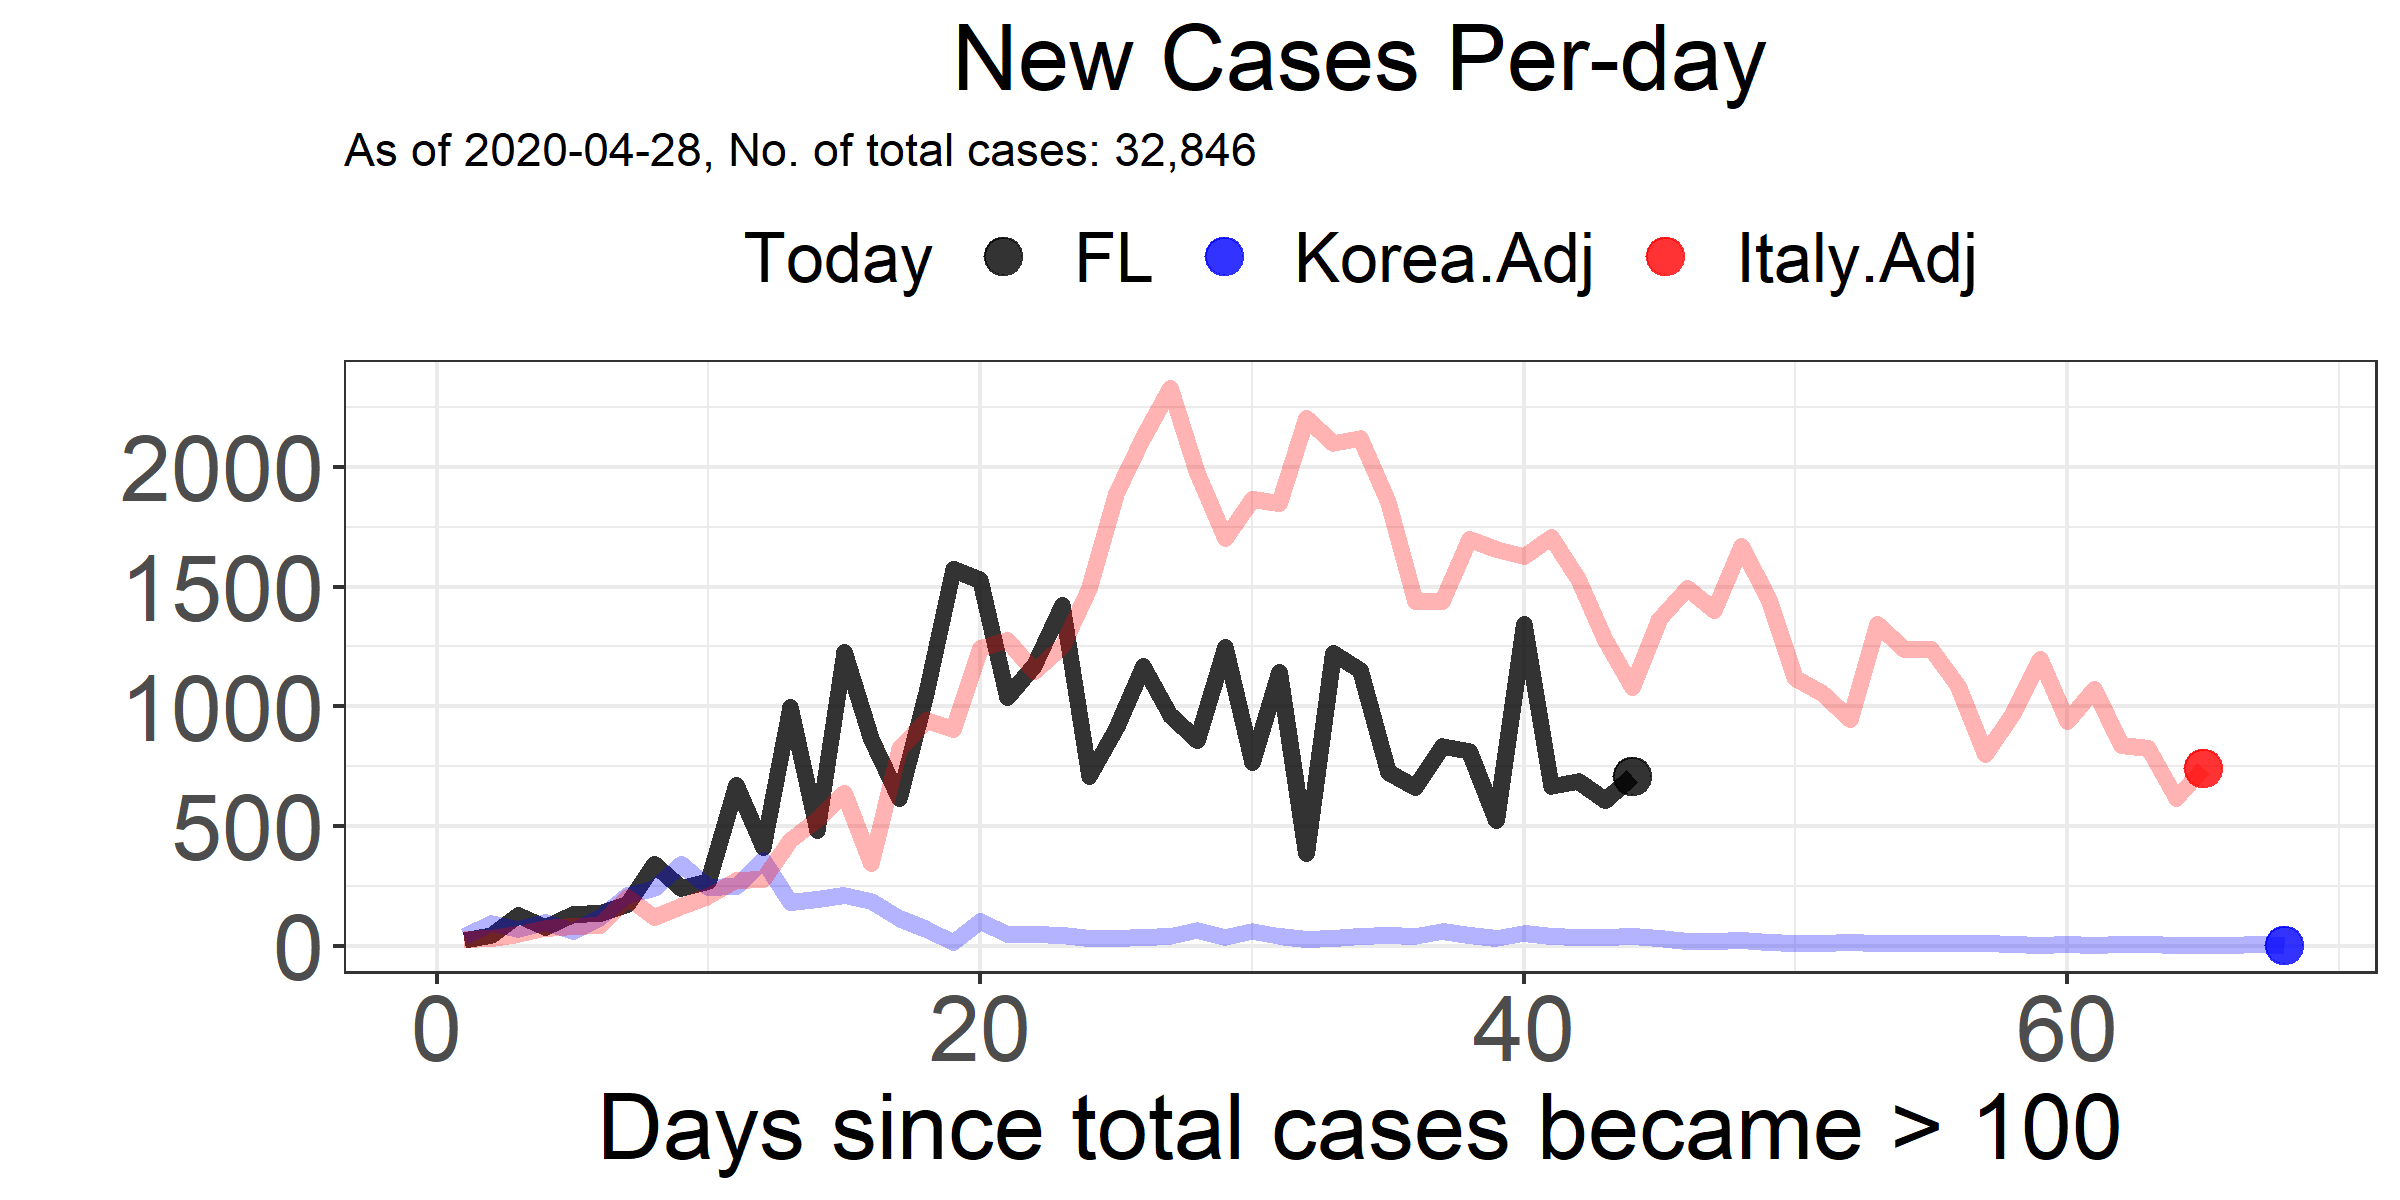 New Cases Per-day
As of 2020-04-28, No. of total cases: 32,846
Today FL Korea.Adj Italy.Adj
2000
1500
1000
500
0
0 20 40 60
Days since total cases became > 100